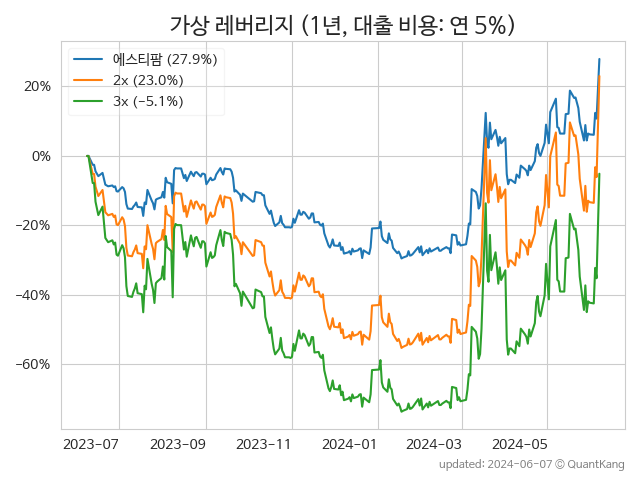 가상 레버리지 (1년, 대출 비용: 연 5%)
에스티팜 (27.9%)
2x (23.0%)
3x (−5.1%)
20%
0%
−20%
−40%
−60%
2023-07 2023-09 2023-11 2024-01 2024-03 2024-05
updated: 2024-06-07 © QuantKang